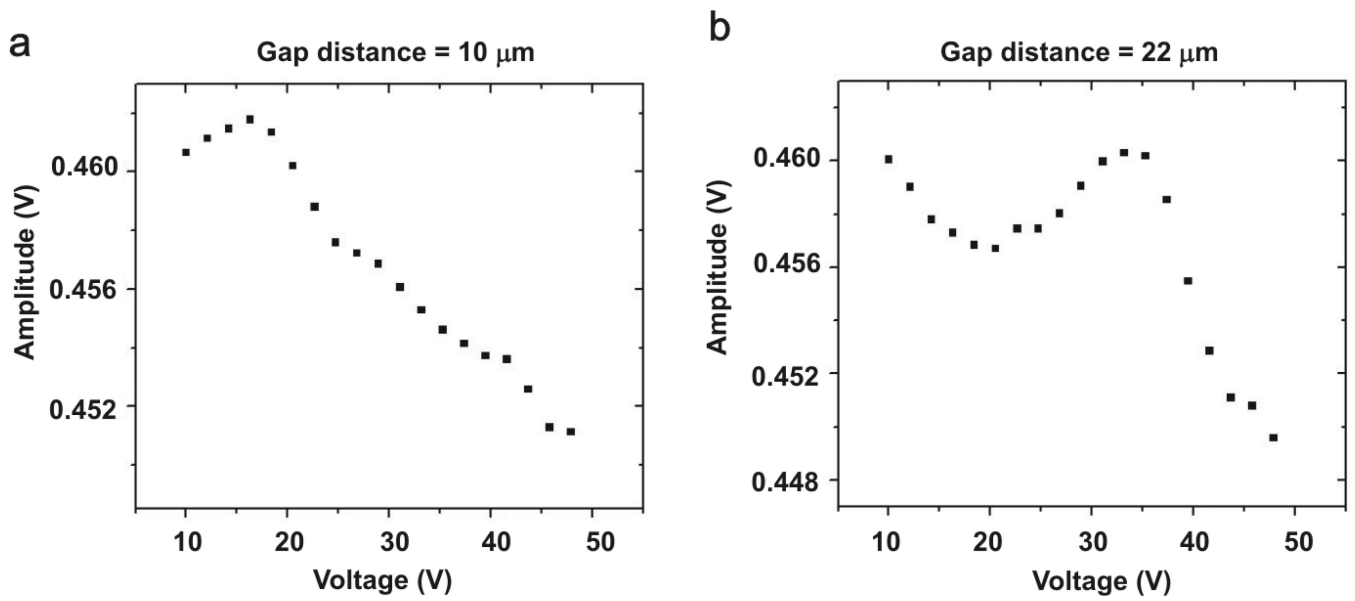 a
Gap distance = 10 μm
Amplitude (V)
0.460
0.456
0.452
10 20 30 40 50
Voltage (V)
b
Gap distance = 22 μm
Amplitude (V)
0.460
0.456
0.452
0.448
10 20 30 40 50
Voltage (V)